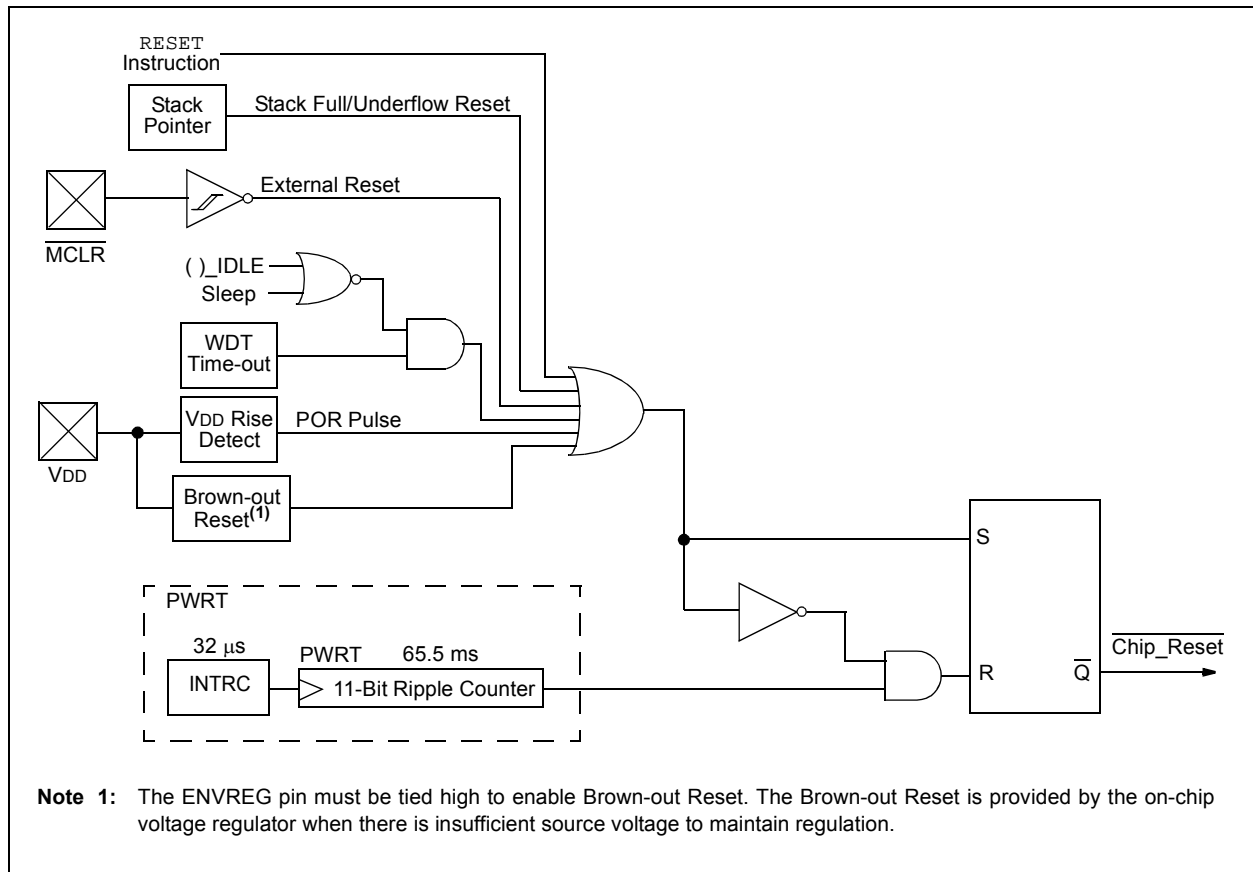 RESET
Instruction
Stack
Pointer
Stack Full/Underflow Reset
External Reset
MCLR
( )_IDLE
Sleep
WDT
Time-out
VDD Rise
Detect
POR Pulse
VDD
Brown-out
Reset(1)
S
PWRT
32 μs
PWRT
65.5 ms
INTRC
11-Bit Ripple Counter
R
Q
Chip_Reset
Note 1: The ENVREG pin must be tied high to enable Brown-out Reset. The Brown-out Reset is provided by the on-chip
voltage regulator when there is insufficient source voltage to maintain regulation.